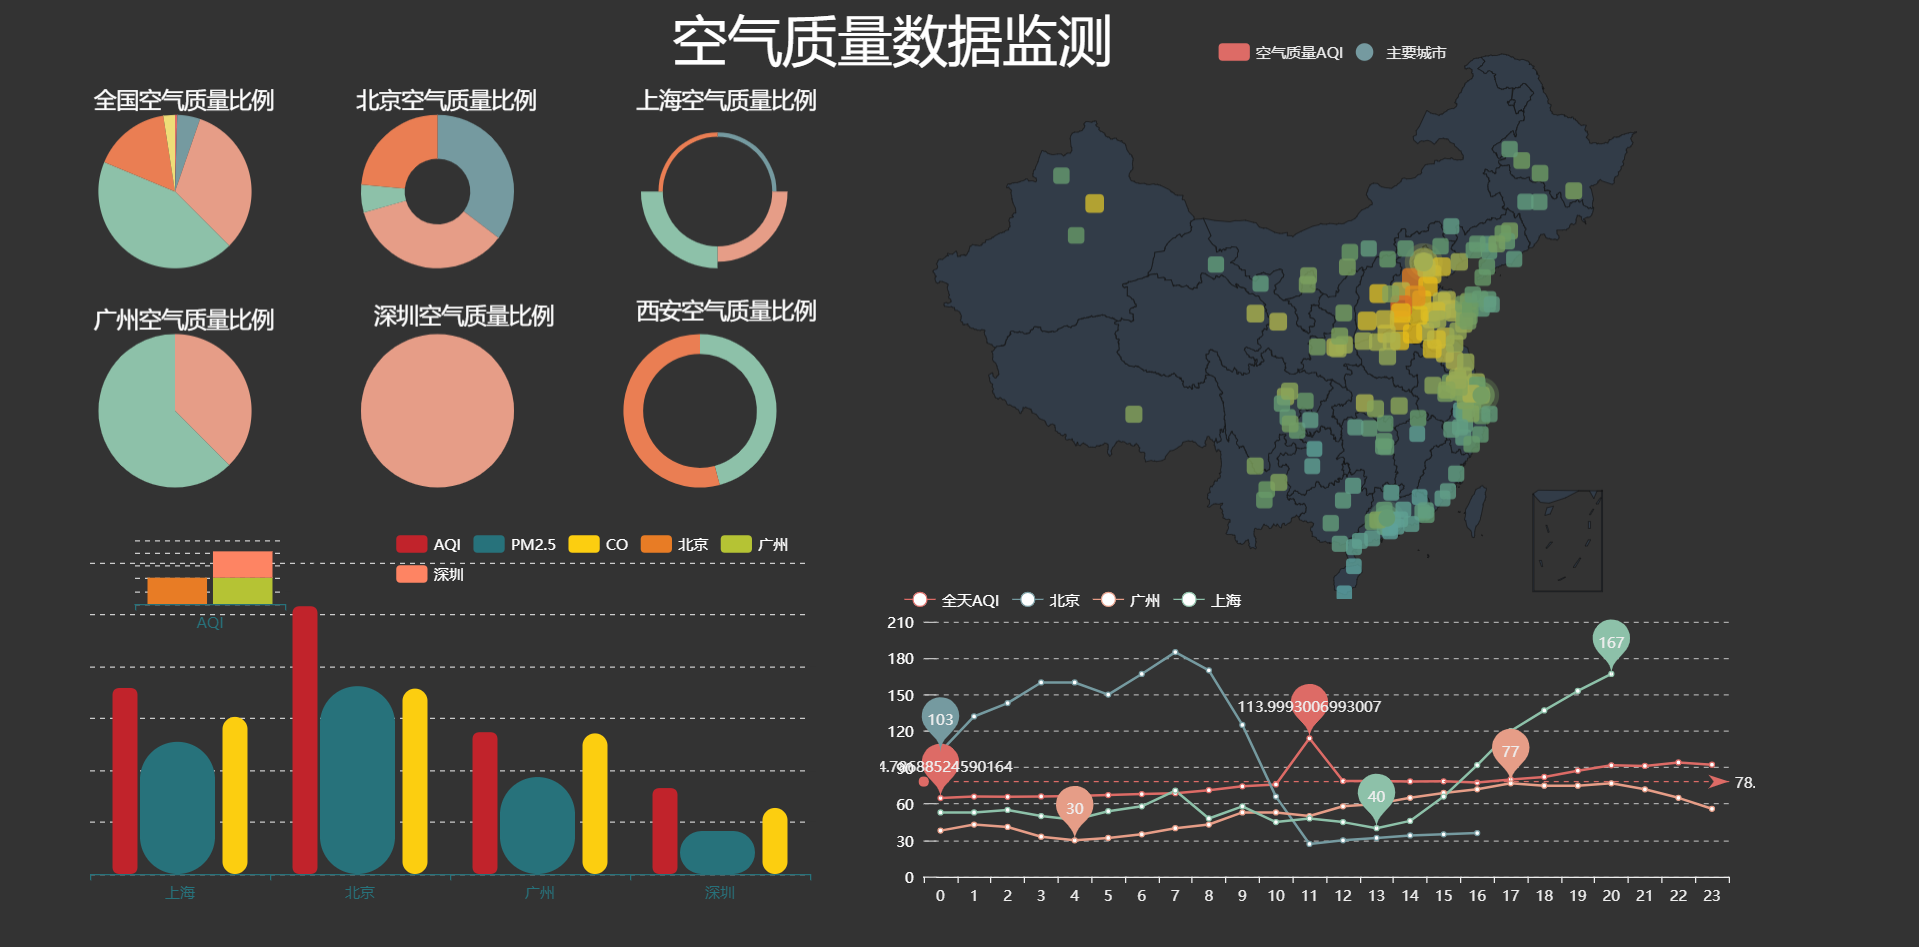 空气质量数据监测
空气质量AQI 主要城市
全国空气质量比例 北京空气质量比例 上海空气质量比例
广州空气质量比例 深圳空气质量比例 西安空气质量比例
AQI PM2.5 CO 北京 广州
深圳
AQI
上海 北京 广州 深圳
全天AQI 北京 广州 上海
210
180
150
120
90
60
30
0
167
113.9993006993007
103
77
4.78688524590164
78.
40
30
0 1 2 3 4 5 6 7 8 9 10 11 12 13 14 15 16 17 18 19 20 21 22 23